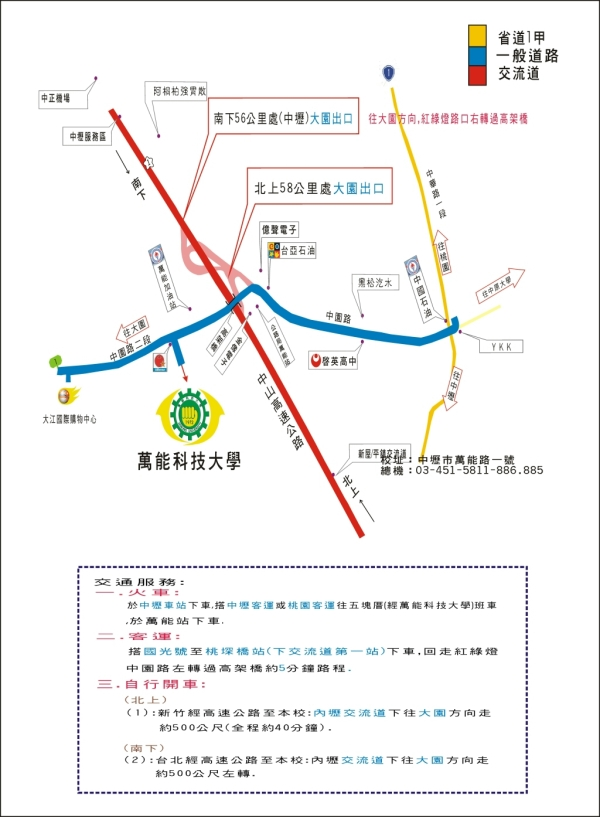 省道1甲
一般道路
交流道
中正機場
阿桐柏強胃散
中壢服務區
南下56公里處(中壢)大園出口
往大園方向,紅綠燈路口右轉過高架橋
1
南下
北上58公里處大園出口
中華路一段
億聲電子
台亞石油
萬能加油站
往桃園
中國石油
往中原大學
黑松汽水
往大園
中園路二段
中園路
公路局萬能站
YKK
啓英高中
往中壢
1
大江國際購物中心
中山高速公路
萬能科技大學
新屋/平鎮交流道
校址：中壢市萬能路一號
總機：03-451-5811-886.885
北上
交通服務:
一.火車:
於中壢車站下車,搭中壢客運或桃園客運往五塊厝(經萬能科技大學)班車
,於萬能站下車.
二.客運:
搭國光號至桃埰橋站(下交流道第一站)下車,回走紅綠燈
中園路左轉過高架橋約5分鐘路程.
三.自行開車:
(北上)
(1):新竹經高速公路至本校:內壢交流道下往大園方向走
約500公尺(全程約40分鐘).
(南下)
(2):台北經高速公路至本校:內壢交流道下往大園方向走
約500公尺左轉.